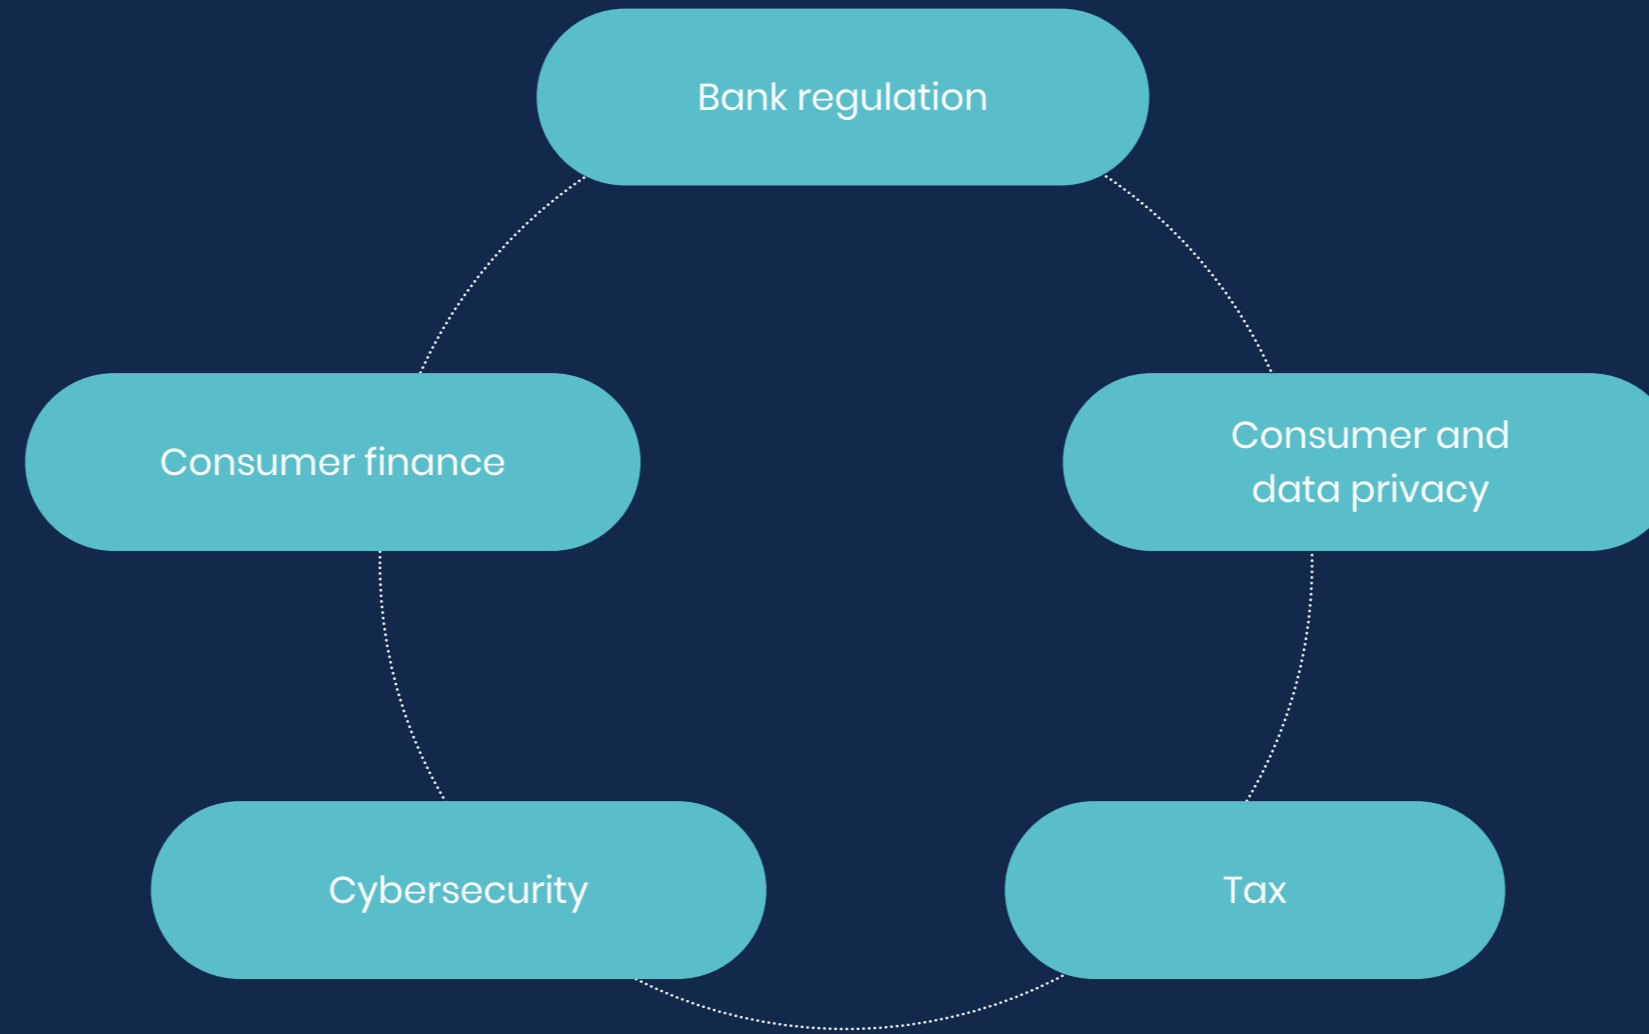 Bank regulation
Consumer finance
Consumer and
data privacy
Cybersecurity
Tax